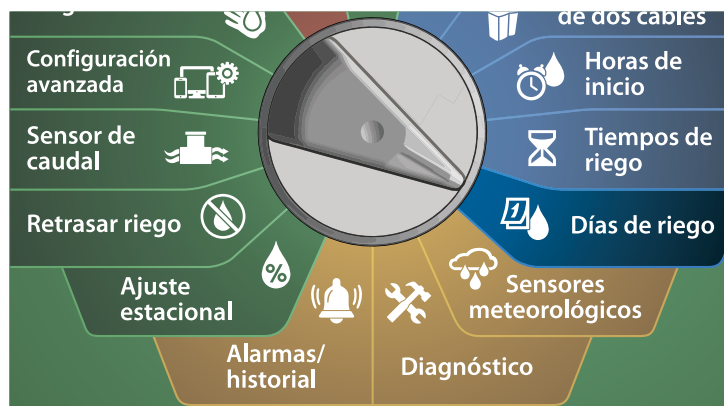 de dos cables
Configuración
avanzada
Horas de
inicio
Sensor de
caudal
Tiempos de
riego
Retrasar riego
1
Días de riego
%
Ajuste
estacional
Sensores
meteorológicos
Alarmas/
historial
Diagnóstico